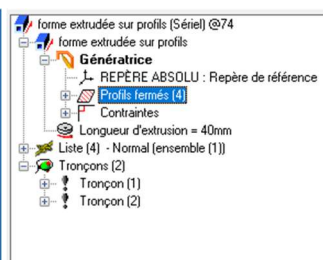 forme extrudée sur profils (Sériel) @74
forme extrudée sur profils
Génératrice
REPÈRE ABSOLU : Repère de référence
Profils fermés (4)
Contraintes
Longueur d'extrusion = 40mm
Liste (4) - Normal (ensemble (1))
Tronçons (2)
Tronçon (1)
Tronçon (2)